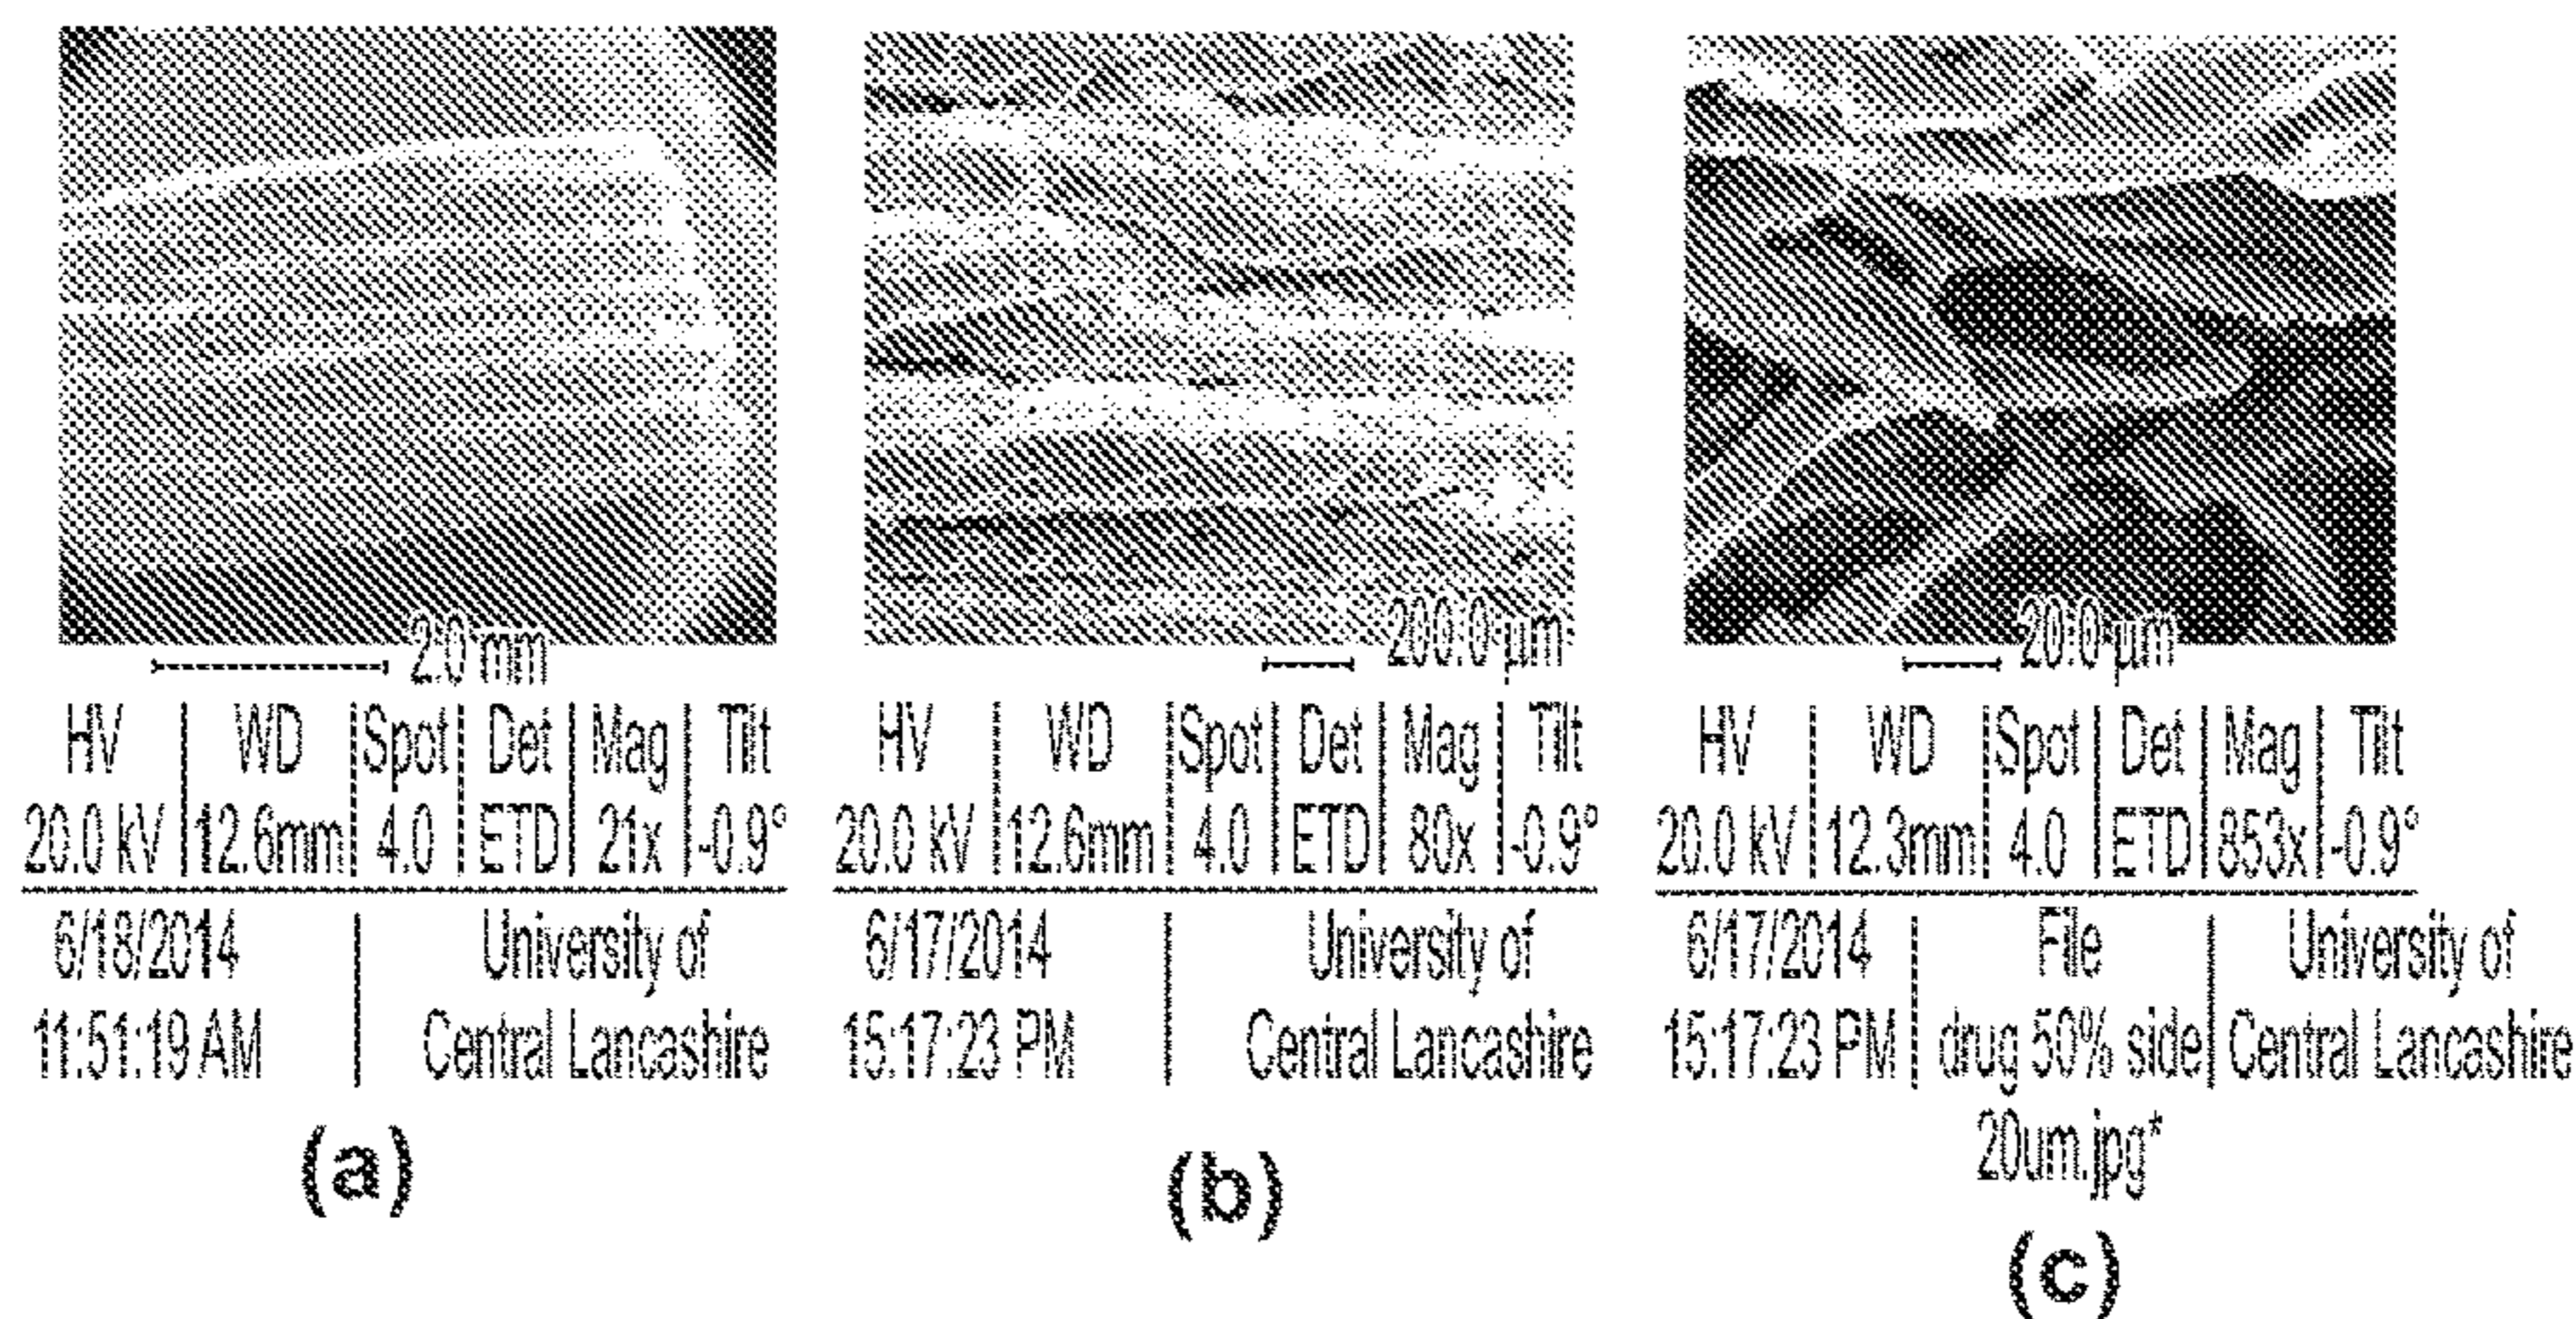 2.0 mm
HV WD Spot Det Mag Tilt
20.0 kV 12.6mm 4.0 ETD 21x -0.9°
6/18/2014 University of
11:51:19 AM Central Lancashire
(a)
200.0 µm
HV WD Spot Det Mag Tilt
20.0 kV 12.6mm 4.0 ETD 80x -0.9°
6/17/2014 University of
15:17:23 PM Central Lancashire
(b)
20.0 µm
HV WD Spot Det Mag Tilt
20.0 kV 12.3mm 4.0 ETD 853x -0.9°
6/17/2014 File University of
15:17:23 PM drug 50% side Central Lancashire
20um.jpg*
(c)